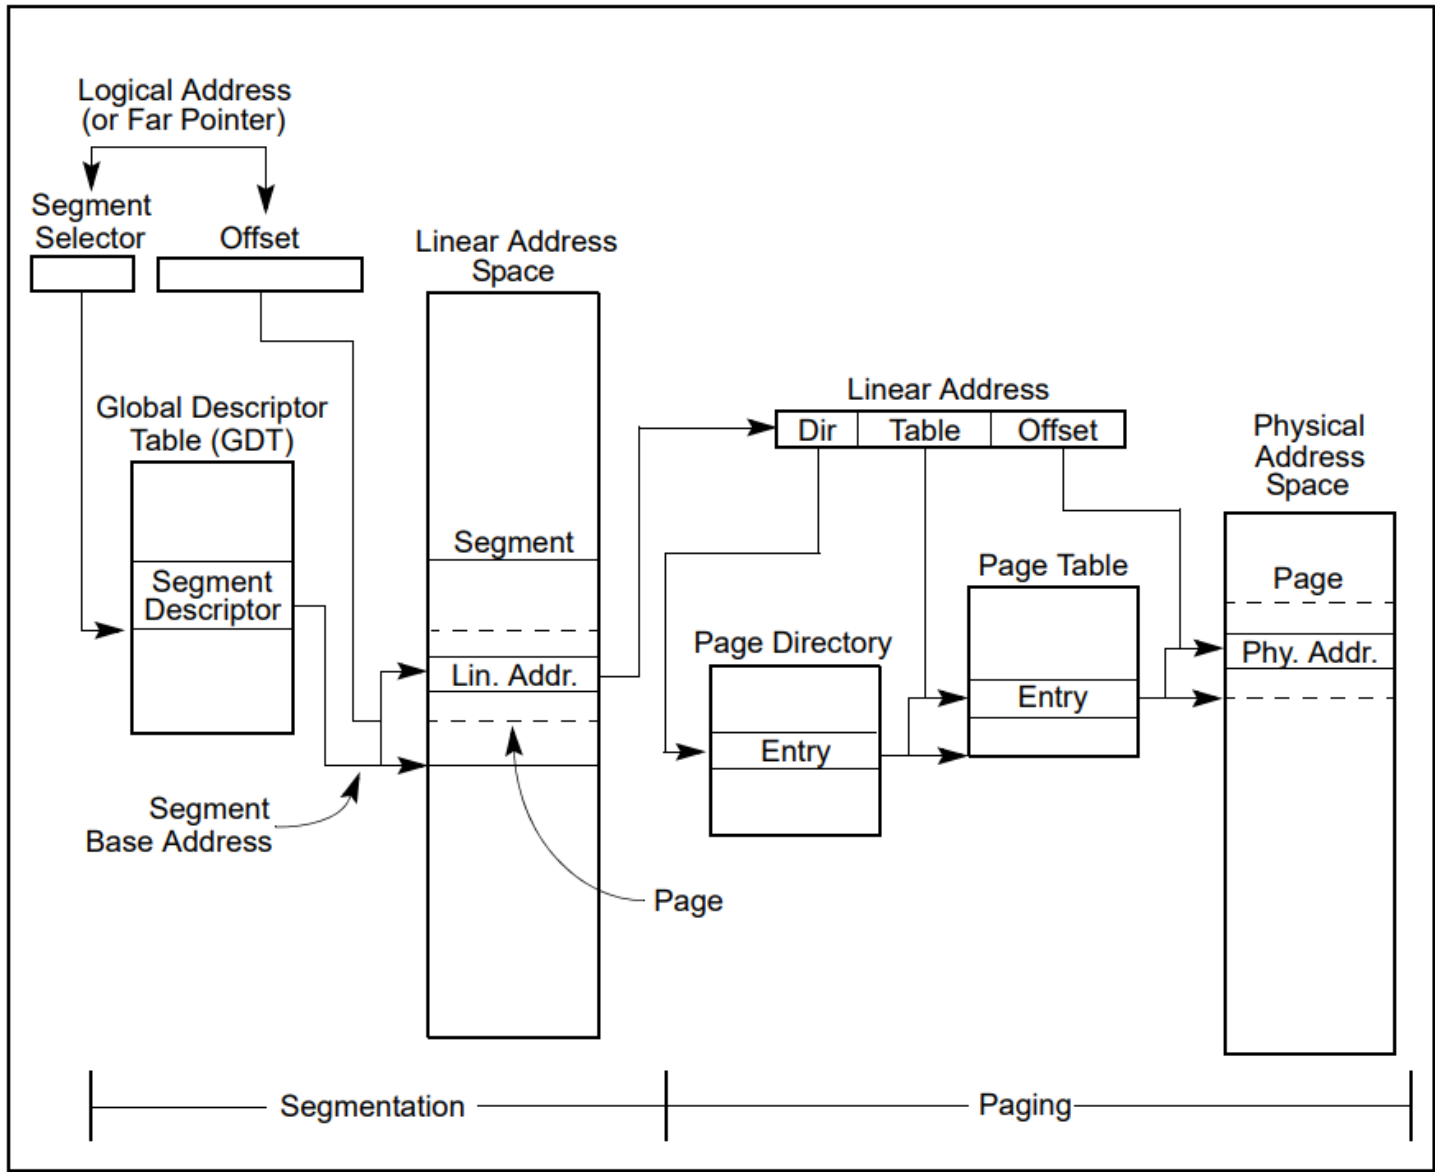 Logical Address
(or Far Pointer)
Segment
Selector
Offset
Linear Address
Space
Global Descriptor
Table (GDT)
Segment
Descriptor
Segment
Lin. Addr.
Segment
Base Address
Page
Linear Address
Dir
Table
Offset
Page Directory
Entry
Page Table
Entry
Physical
Address
Space
Page
Phy. Addr.
Segmentation
Paging